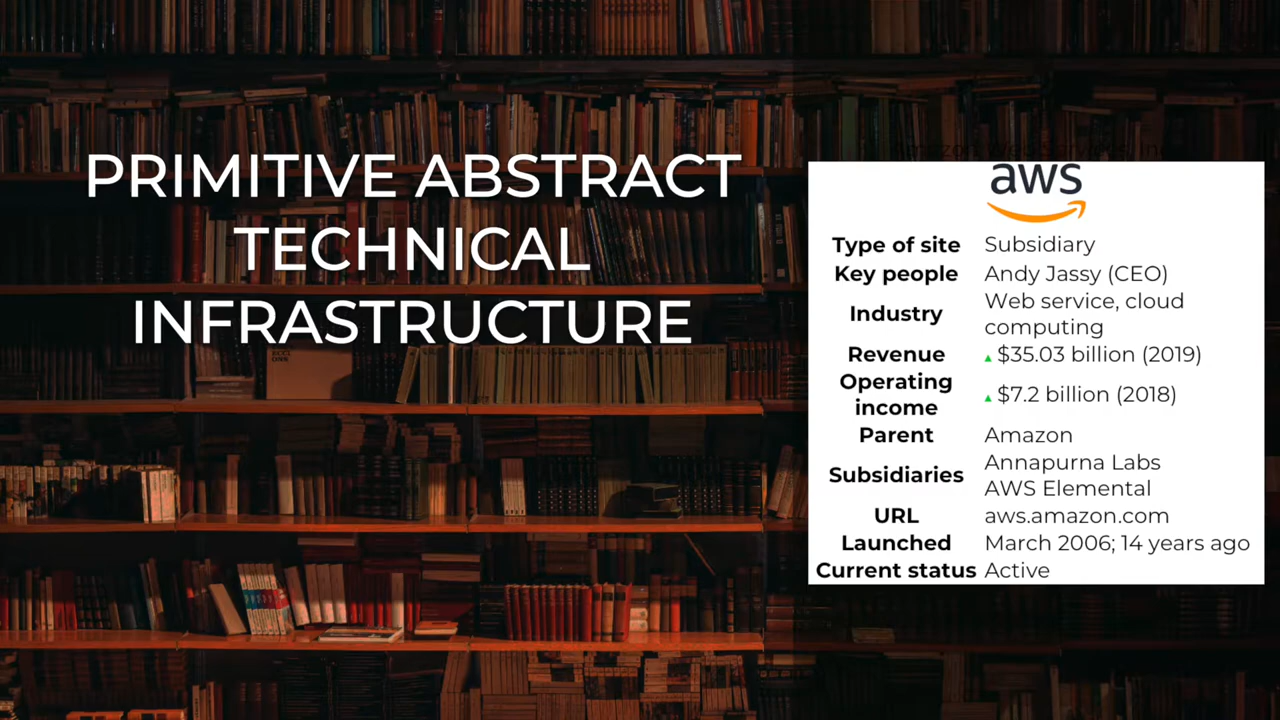 PRIMITIVE ABSTRACT
TECHNICAL
INFRASTRUCTURE
aws
Type of site Subsidiary
Key people Andy Jassy (CEO)
Industry Web service, cloud
computing
Revenue ▲ $35.03 billion (2019)
Operating
income ▲ $7.2 billion (2018)
Parent Amazon
Subsidiaries Annapurna Labs
AWS Elemental
URL aws.amazon.com
Launched March 2006; 14 years ago
Current status Active